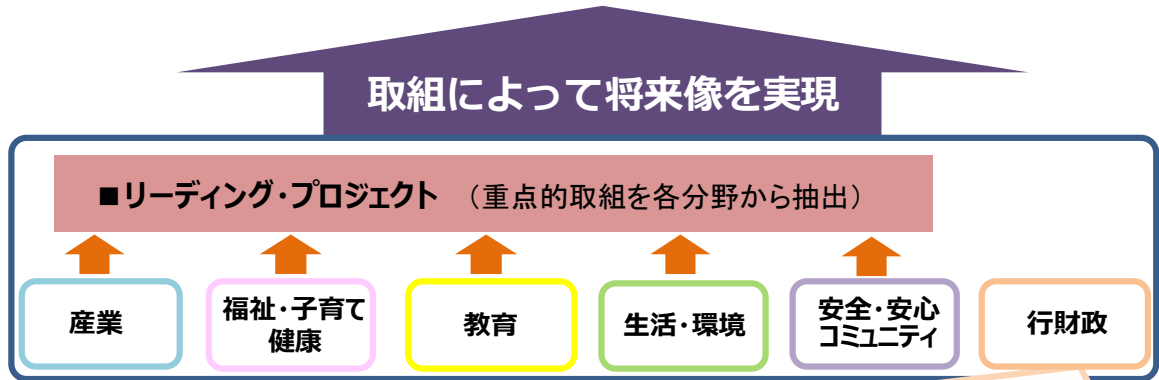 取組によって将来像を実現
■リーディング・プロジェクト （重点的取組を各分野から抽出）
産業
福祉・子育て
健康
教育
生活・環境
安全・安心
コミュニティ
行財政